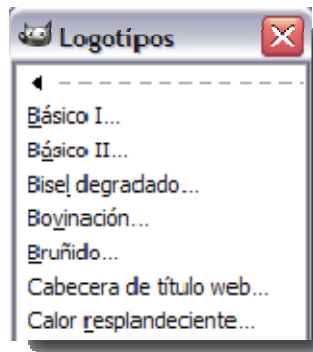 Logotipos
Básico I...
Básico II...
Bisel degradado...
Bovinación...
Bruñido...
Cabecera de título web...
Calor resplandeciente...